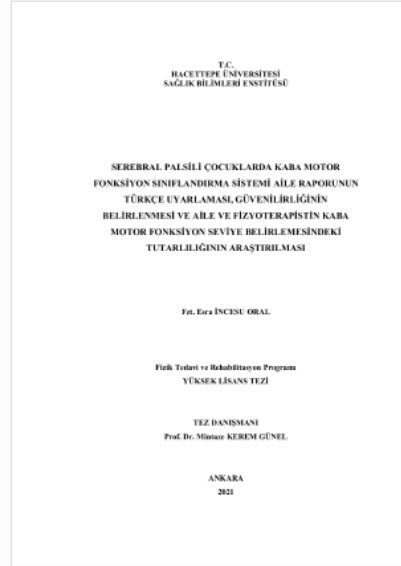 T.C.
HACETTEPE ÜNİVERSİTESİ
SAĞLIK BİLİMLERİ ENSTİTÜSÜ
SEREBRAL PALSİLİ ÇOCUKLARDA KABA MOTOR
FONKSİYON SINIFLANDIRMA SİSTEMİ AİLE RAPORUNUN
TÜRKÇE UYARLAMASI, GÜVENİLİRLİĞİNİN
BELİRLENMESİ VE AİLE VE FİZYOTERAPİSTİN KABA
MOTOR FONKSİYON SEVİYE BELİRLEMESİNDEKİ
TUTARLILIĞININ ARAŞTIRILMASI
Fzt. Esra İNCESU ORAL
Fizik Tedavi ve Rehabilitasyon Programı
YÜKSEK LİSANS TEZİ
TEZ DANIŞMANI
Prof. Dr. Mintaze KEREM GÜNEL
ANKARA
2021